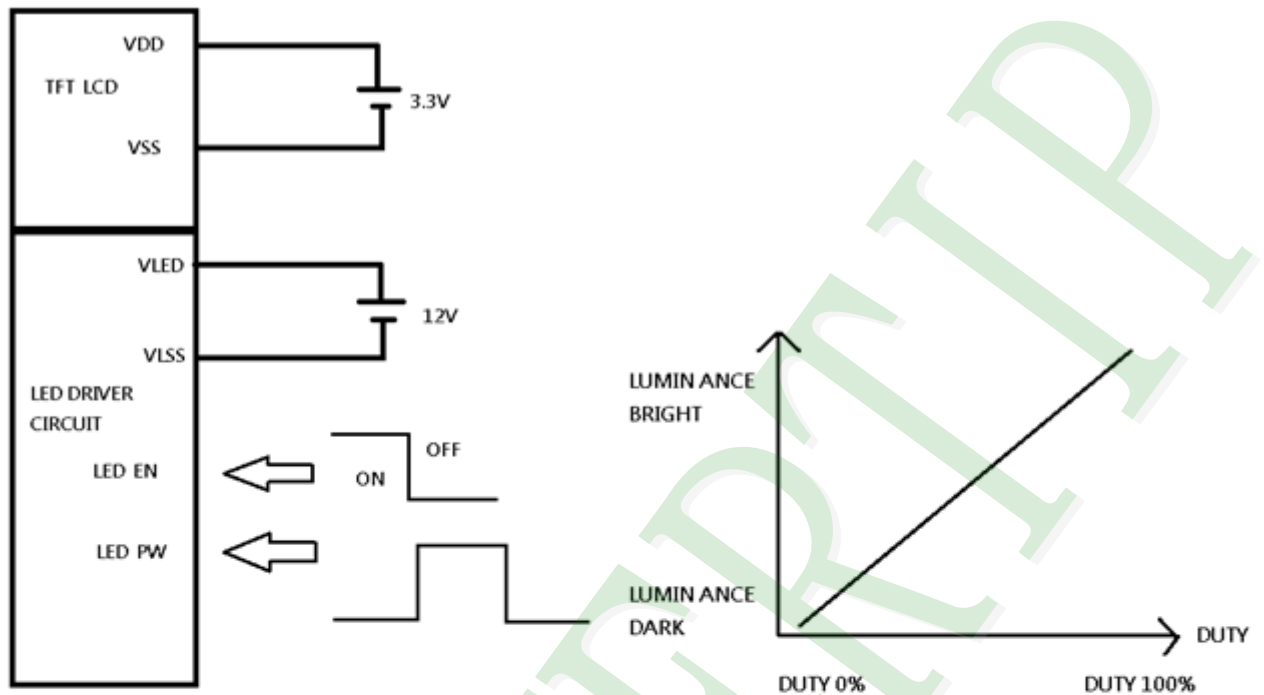 VDD
TFT LCD
3.3V
VSS
VLED
12V
VLSS
LED DRIVER
CIRCUIT
LED EN
ON
OFF
LED PW
LUMIN ANCE
BRIGHT
LUMIN ANCE
DARK
DUTY
DUTY 0%
DUTY 100%
ERTIP